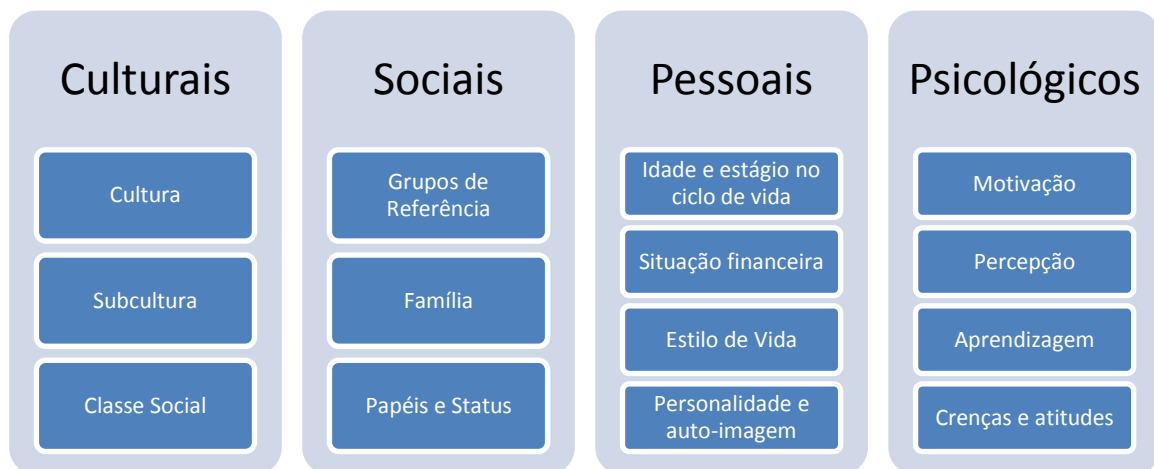 Culturais
Cultura
Subcultura
Classe Social
Sociais
Grupos de
Referência
Família
Papéis e Status
Pessoais
Idade e estágio no
ciclo de vida
Situação financeira
Estilo de Vida
Personalidade e
auto-imagem
Psicológicos
Motivação
Percepção
Aprendizagem
Crenças e atitudes